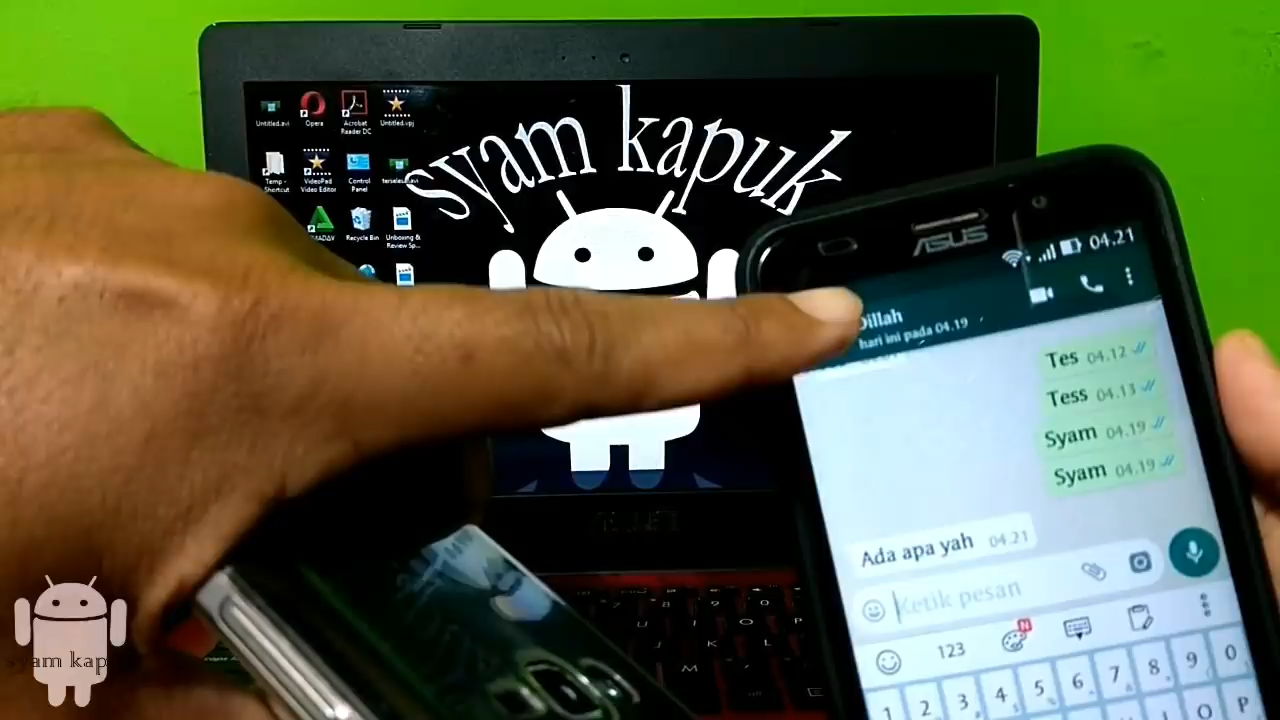 syam kapuk
Untitled.avi
Opera
Acrobat
Reader DC
Untitled.vpj
Temp -
Shortcut
VideoPad
Video Editor
Control
Panel
Recycle Bin
Unboxing &
Review Sp...
ASUS
04.21
Dillah
hari ini pada 04.19
Tes 04.12
Tess 04.13
Syam 04.19
Syam 04.19
Ada apa yah 04.21
Ketik pesan
123
N
1 2 3 4 5 6 7 8 9 0
O P
syam kap